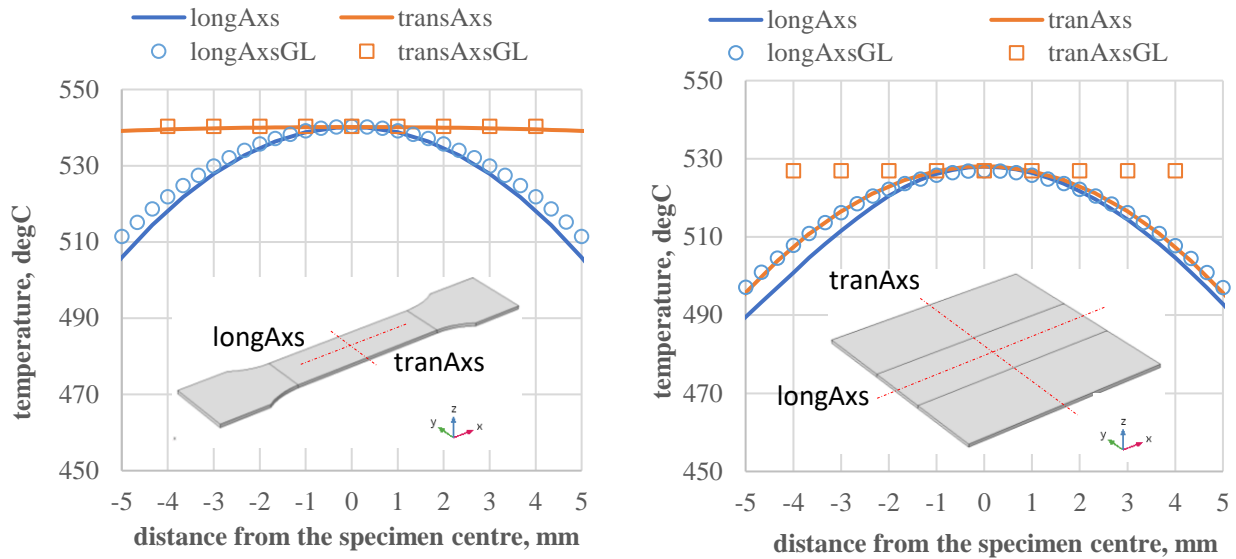 longAxs transAxs
longAxsGL transAxsGL
550
530
510
490
470
450
temperature, degC
longAxs
tranAxs
z
y x
-5 -4 -3 -2 -1 0 1 2 3 4 5
distance from the specimen centre, mm
longAxs tranAxs
longAxsGL tranAxsGL
550
530
510
490
470
450
temperature, degC
tranAxs
longAxs
z
y x
-5 -4 -3 -2 -1 0 1 2 3 4 5
distance from the specimen centre, mm